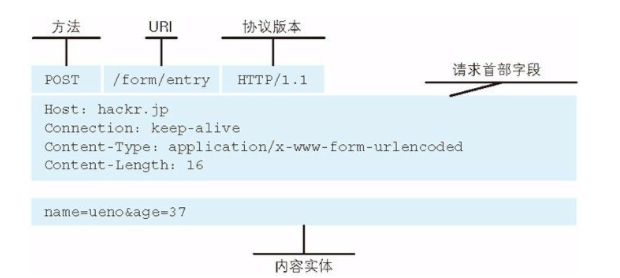 方法 URI 协议版本
请求首部字段
POST /form/entry HTTP/1.1
Host: hackr.jp
Connection: keep-alive
Content-Type: application/x-www-form-urlencoded
Content-Length: 16
name=ueno&age=37
内容实体